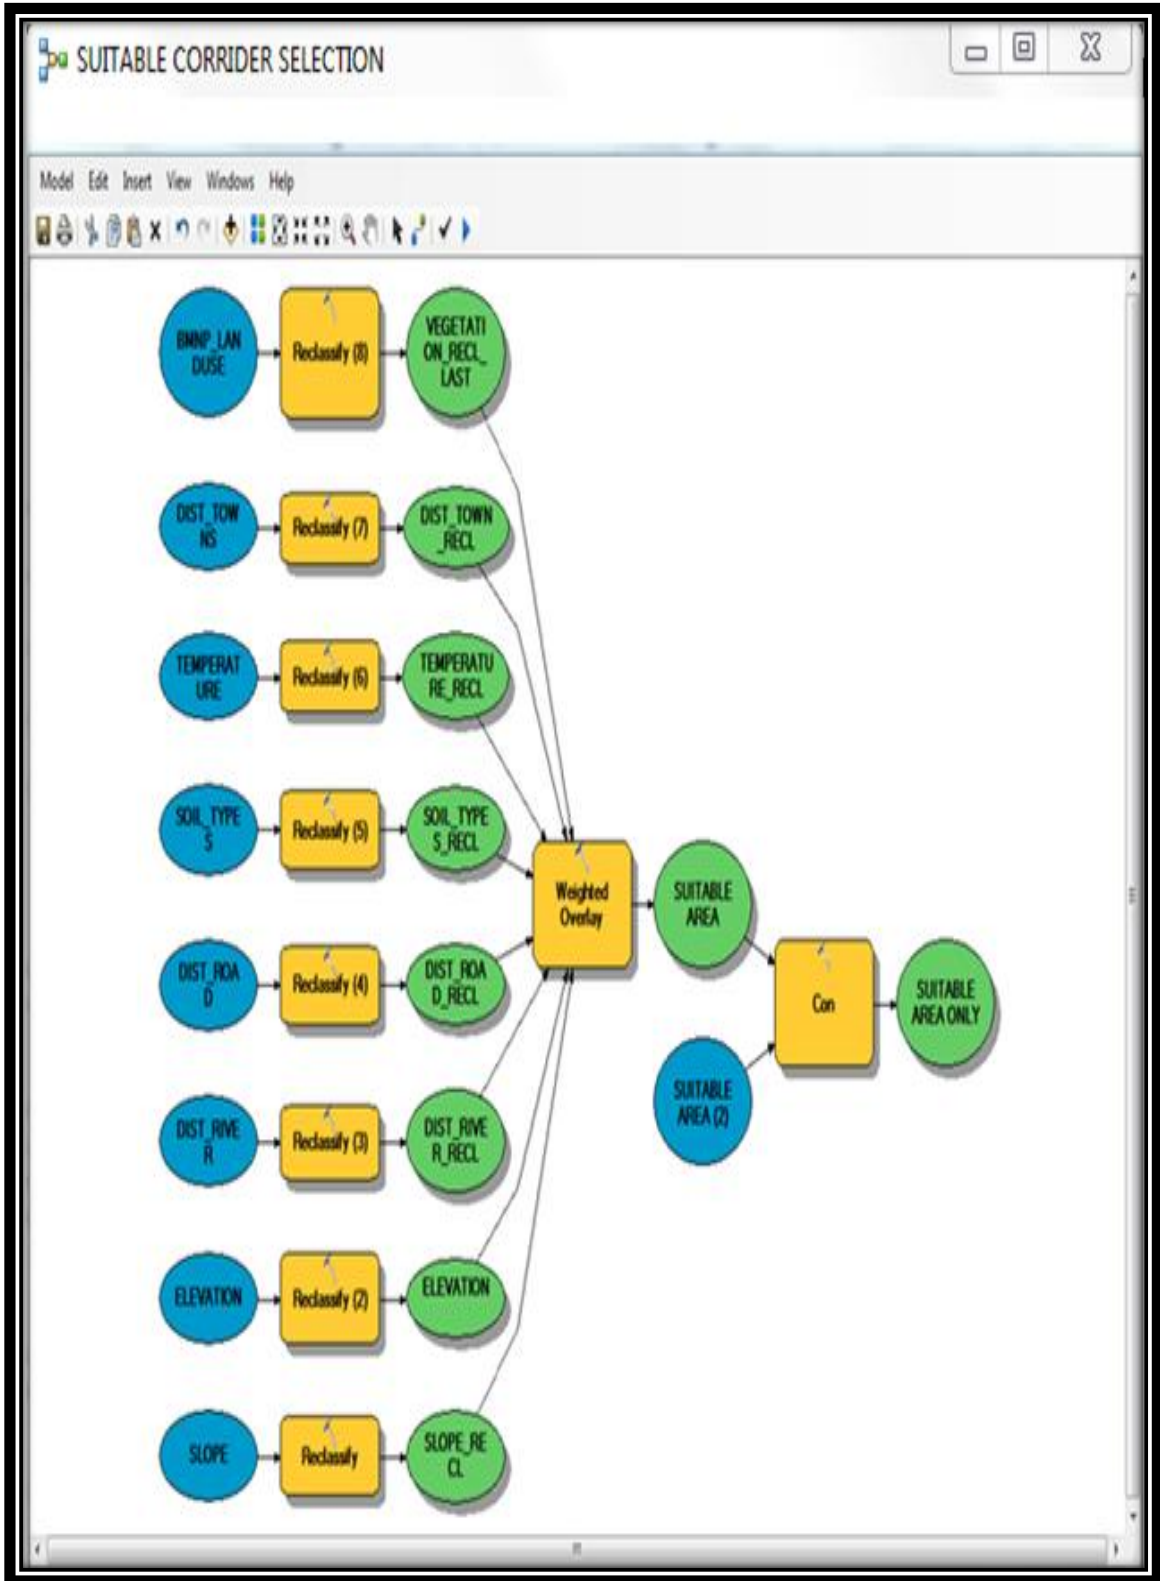 SUITABLE CORRIDER SELECTION
Model Edit Insert View Windows Help
BMNP_LAN
DUSE
Reclassify (8)
VEGETATI
ON_RECL_
LAST
DIST_TOW
NS
Reclassify (7)
DIST_TOWN
_RECL
TEMPERAT
URE
Reclassify (6)
TEMPERATU
RE_RECL
SOIL_TYPE
S
Reclassify (5)
SOIL_TYPE
S_RECL
Weighted
Overlay
SUITABLE
AREA
DIST_ROA
D
Reclassify (4)
DIST_ROA
D_RECL
Con
SUITABLE
AREA ONLY
SUITABLE
AREA (2)
DIST_RIVE
R
Reclassify (3)
DIST_RIVE
R_RECL
ELEVATION
Reclassify (2)
ELEVATION
SLOPE
Reclassify
SLOPE_RE
CL